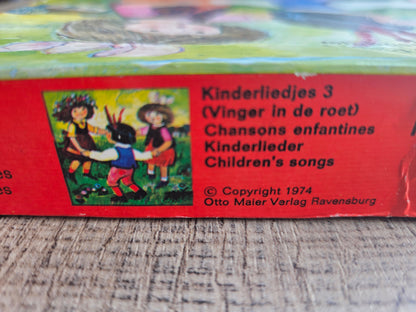 Kinderliedjes 3
(Vinger in de roet)
Chansons enfantines
Kinderlieder
Children's songs
© Copyright 1974
Otto Maier Verlag Ravensburg